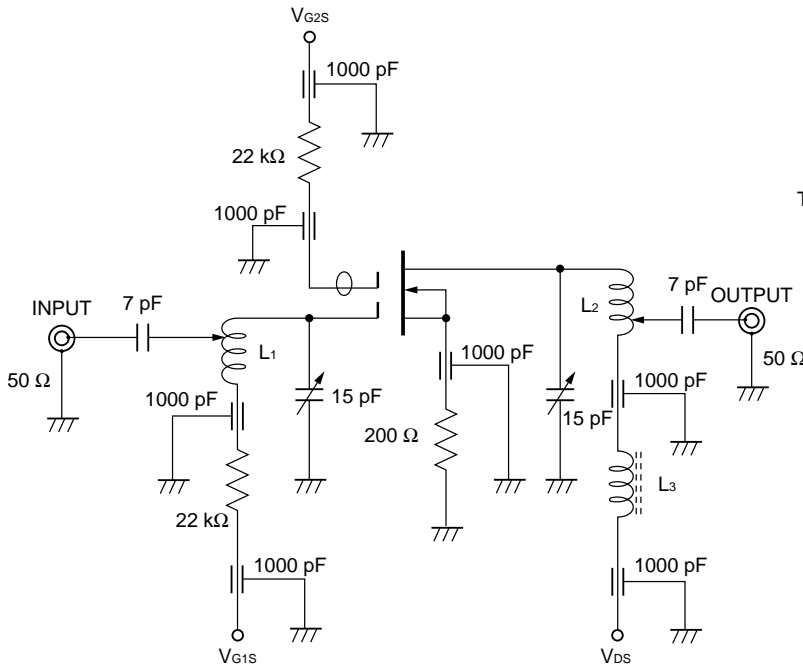 VG2S
1000 pF
22 kΩ
1000 pF
T
INPUT
7 pF
L2
7 pF
OUTPUT
L1
50 Ω
1000 pF
15 pF
1000 pF
200 Ω
15 pF
1000 pF
50 Ω
22 kΩ
L3
1000 pF
1000 pF
VG1S
VDS